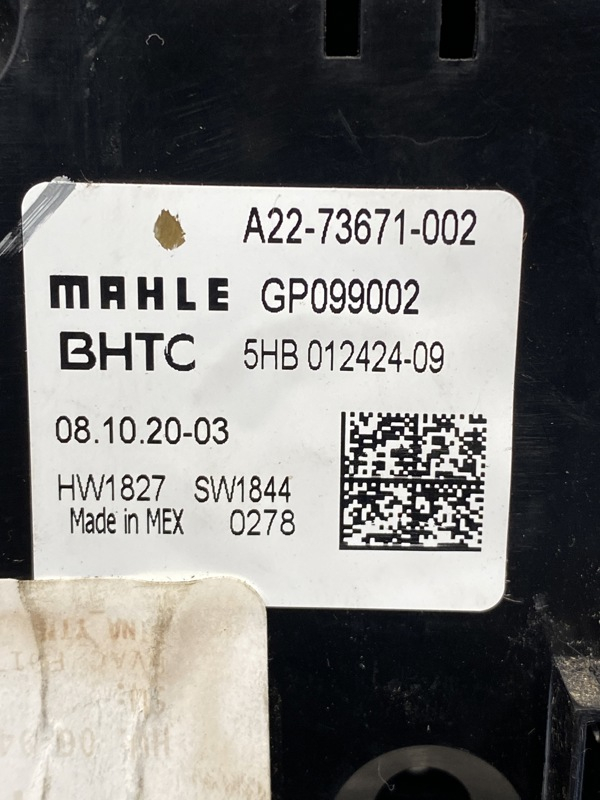 A22-73671-002
MAHLE GP099002
BHTC 5HB 012424-09
08.10.20-03
HW1827 SW1844
Made in MEX 0278